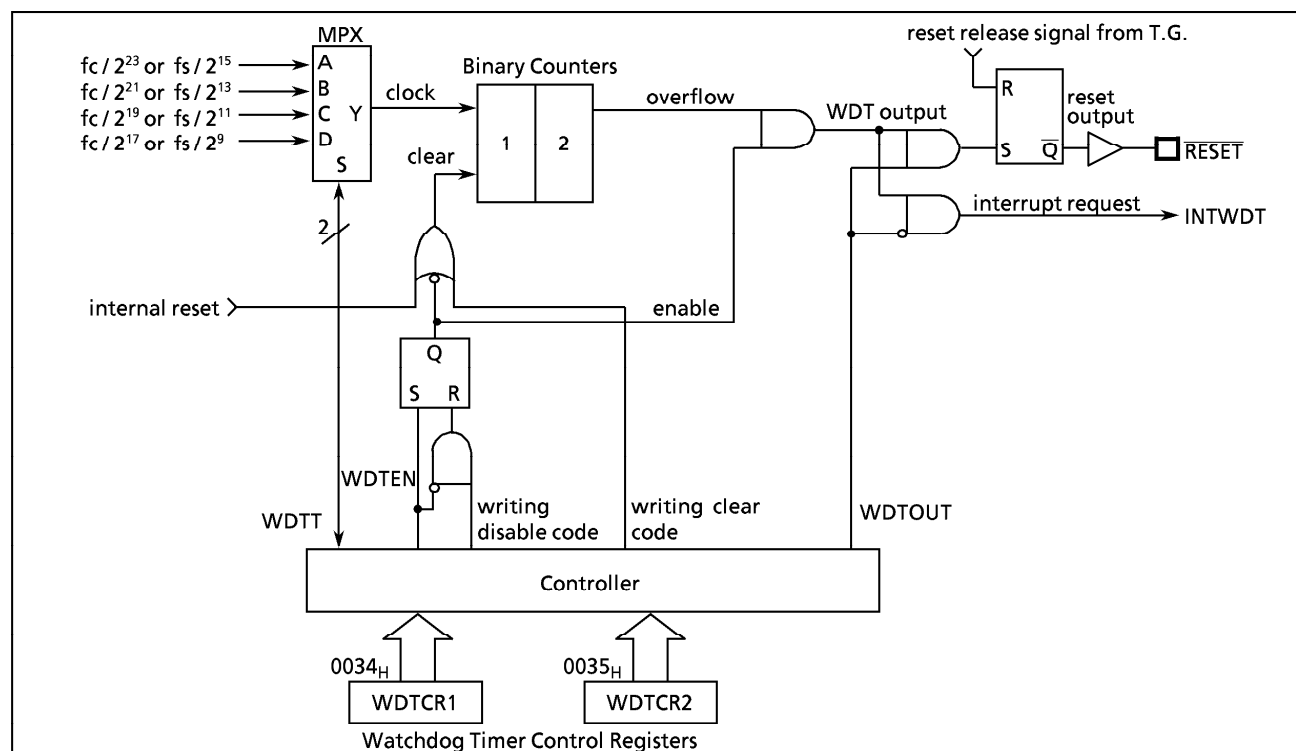 MPX
reset release signal from T.G.
fc / 2²³ or fs / 2¹⁵
A
fc / 2²¹ or fs / 2¹³
B
fc / 2¹⁹ or fs / 2¹¹
C
Y
fc / 2¹⁷ or fs / 2⁹
D
S
clock
clear
Binary Counters
1
2
overflow
WDT output
R
S
Q̅
reset
output
R̅E̅S̅E̅T̅
interrupt request
INTWDT
2
internal reset
enable
Q
S R
WDTEN
WDTT
writing
disable code
writing clear
code
WDTOUT
Controller
0034H
0035H
WDTCR1
WDTCR2
Watchdog Timer Control Registers